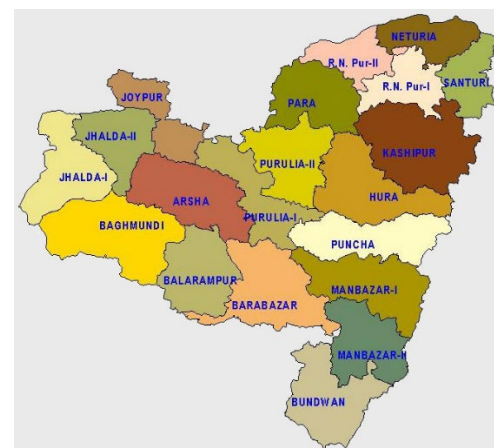 NETURIA
R.N. Pur-II
R.N. Pur-I
SANTURI
JOYPUR
PARA
JHALDA-II
KASHIPUR
PURULIA-II
JHALDA-I
ARSHA
HURA
BAGHMUNDI
PURULIA-I
PUNCHA
BALARAMPUR
MANBAZAR-I
BARABAZAR
MANBAZAR-II
BUNDWAN